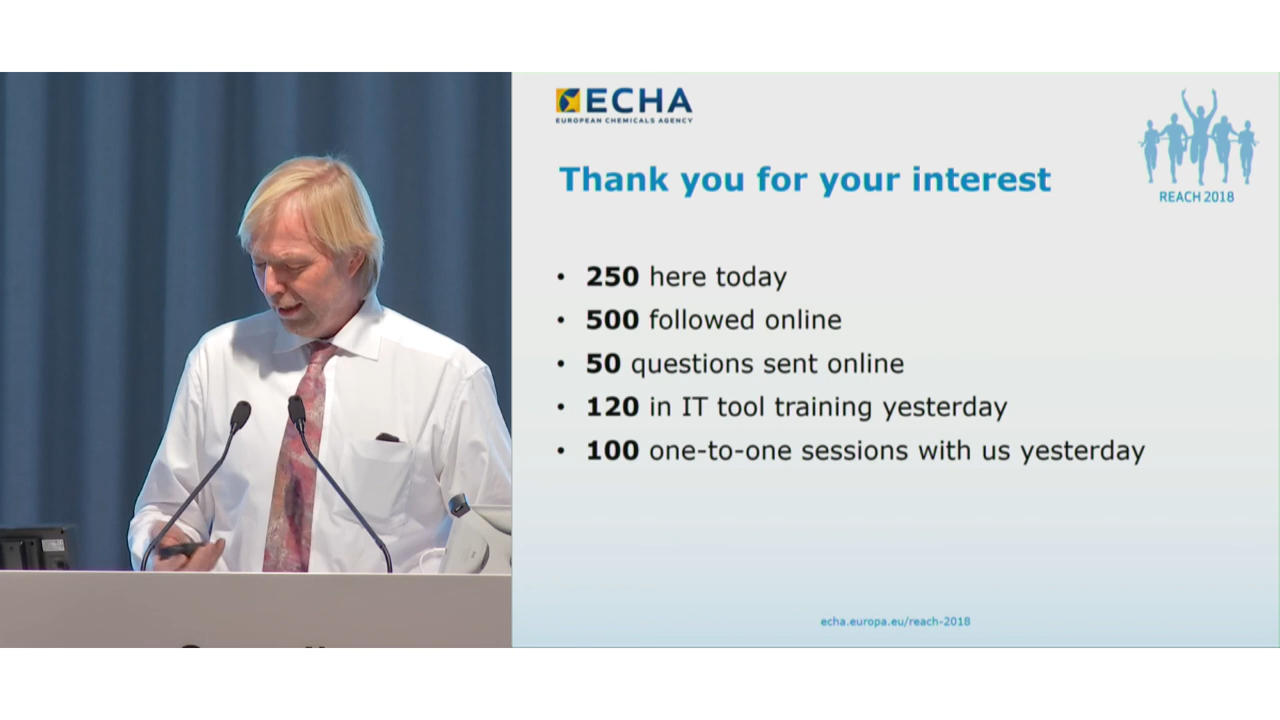 ECHA
EUROPEAN CHEMICALS AGENCY
REACH 2018
Thank you for your interest
• 250 here today
• 500 followed online
• 50 questions sent online
• 120 in IT tool training yesterday
• 100 one-to-one sessions with us yesterday
echa.europa.eu/reach-2018